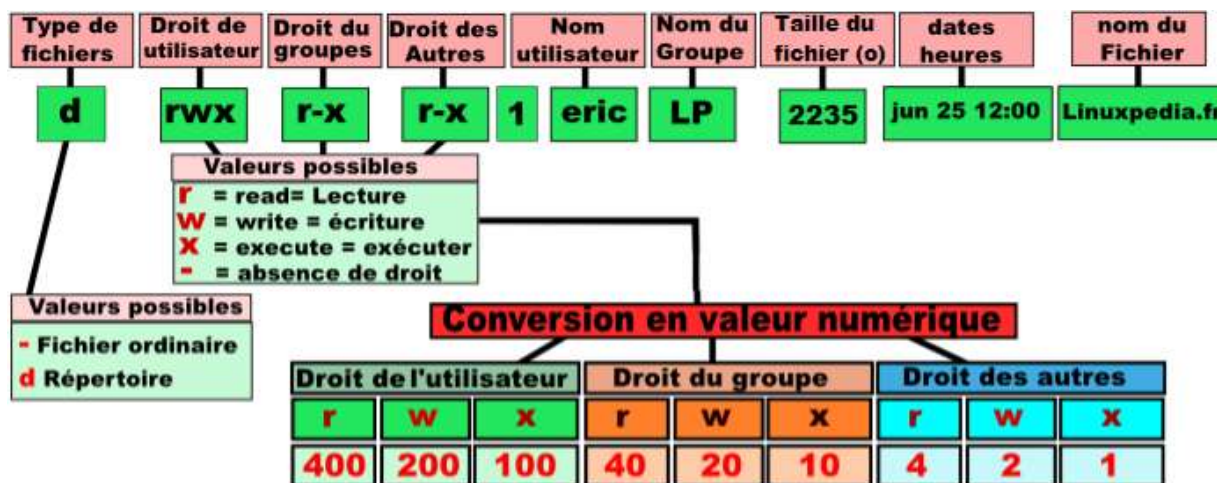 Type de fichiers
Droit de utilisateur
Droit du groupes
Droit des Autres
Nom utilisateur
Nom du Groupe
Taille du fichier (o)
dates heures
nom du Fichier
d rwx r-x r-x 1 eric LP 2235 jun 25 12:00 Linuxpedia.fr
Valeurs possibles
r = read= Lecture
w = write = écriture
x = execute = exécuter
- = absence de droit
Valeurs possibles
- Fichier ordinaire
d Répertoire
Conversion en valeur numérique
Droit de l'utilisateur Droit du groupe Droit des autres
r w x r w x r w x
400 200 100 40 20 10 4 2 1